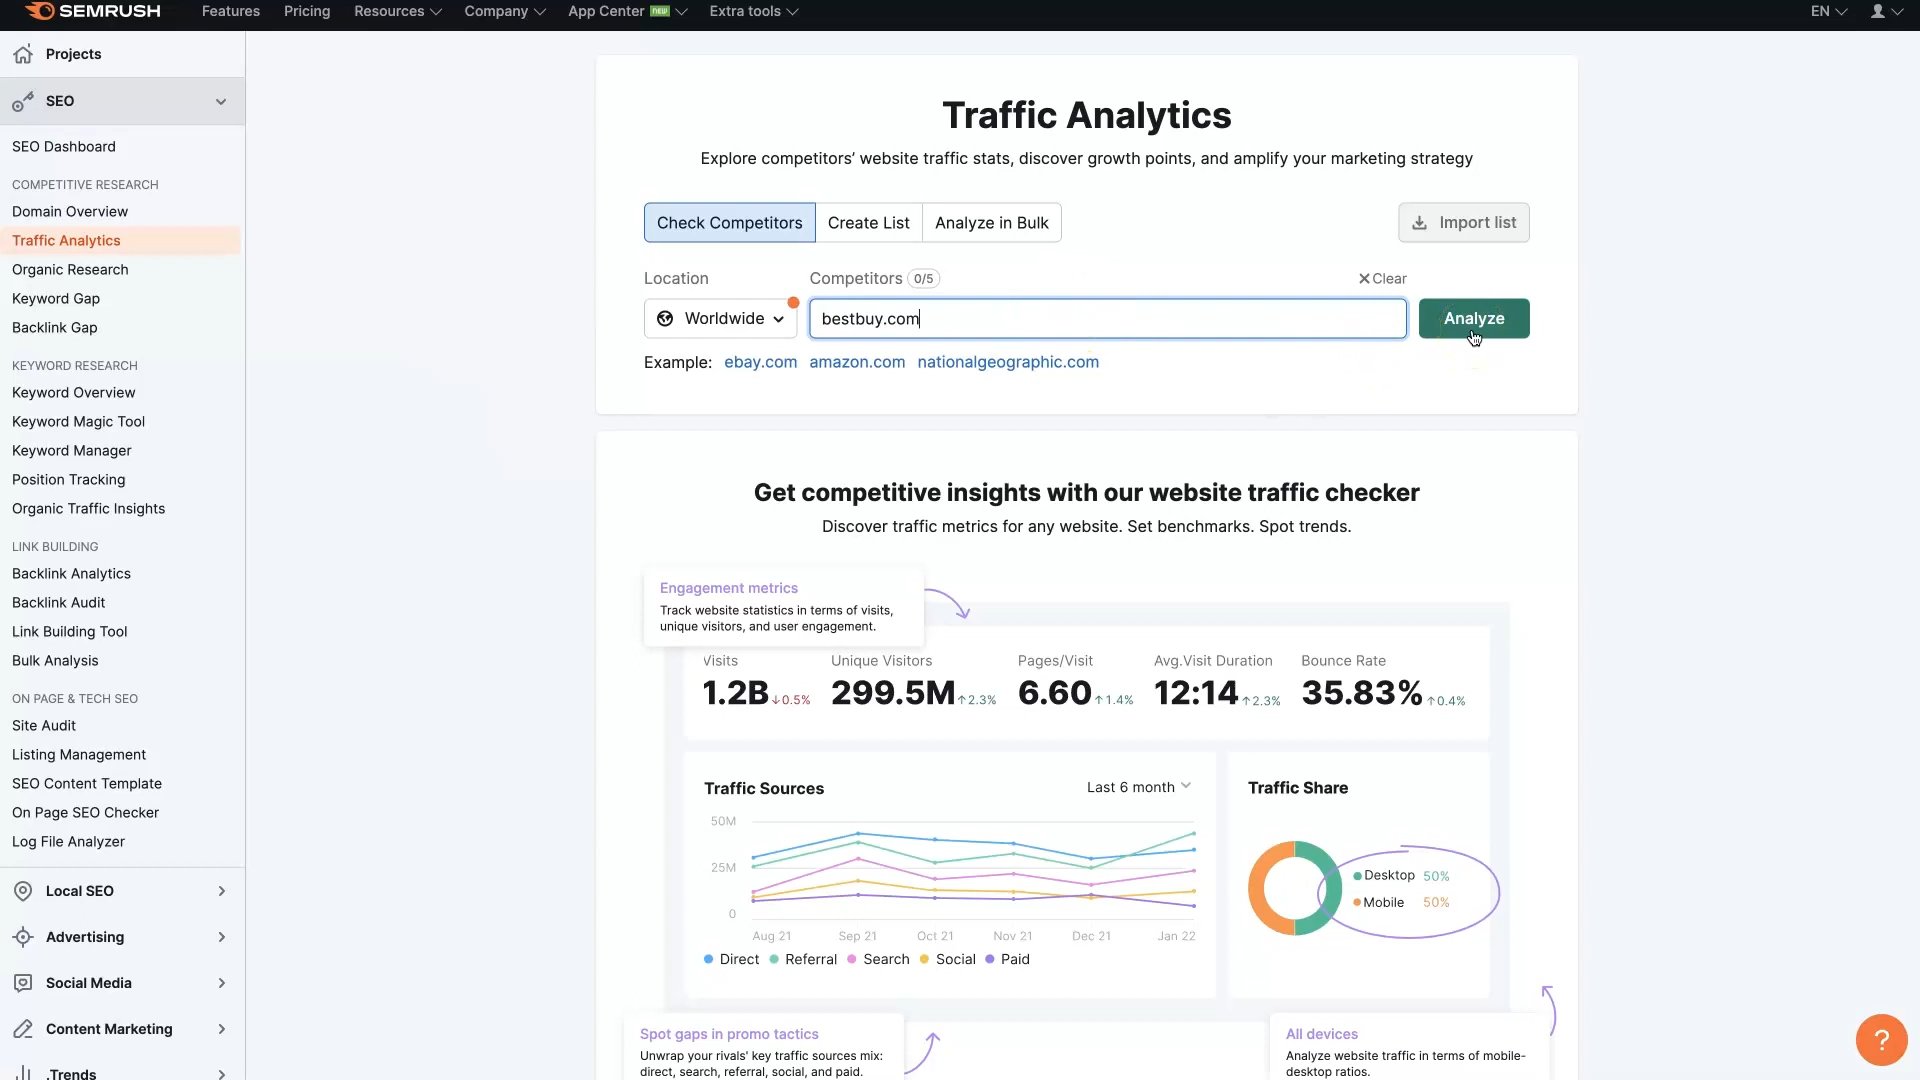 SEMRUSH
Features
Pricing
Resources
Company
App Center NEW
Extra tools
EN
Projects
SEO
SEO Dashboard
COMPETITIVE RESEARCH
Domain Overview
Traffic Analytics
Organic Research
Keyword Gap
Backlink Gap
KEYWORD RESEARCH
Keyword Overview
Keyword Magic Tool
Keyword Manager
Position Tracking
Organic Traffic Insights
LINK BUILDING
Backlink Analytics
Backlink Audit
Link Building Tool
Bulk Analysis
ON PAGE & TECH SEO
Site Audit
Listing Management
SEO Content Template
On Page SEO Checker
Log File Analyzer
Local SEO
Advertising
Social Media
Content Marketing
.Trends
Traffic Analytics
Explore competitors' website traffic stats, discover growth points, and amplify your marketing strategy
Check Competitors
Create List
Analyze in Bulk
Import list
Location
Competitors 0/5
Clear
Worldwide
bestbuy.com
Analyze
Example: ebay.com amazon.com nationalgeographic.com
Get competitive insights with our website traffic checker
Discover traffic metrics for any website. Set benchmarks. Spot trends.
Engagement metrics
Track website statistics in terms of visits,
unique visitors, and user engagement.
Visits
1.2B ↓0.5%
Unique Visitors
299.5M ↑2.3%
Pages/Visit
6.60 ↑1.4%
Avg.Visit Duration
12:14 ↑2.3%
Bounce Rate
35.83% ↑0.4%
Traffic Sources
Last 6 month
50M
25M
0
Aug 21 Sep 21 Oct 21 Nov 21 Dec 21 Jan 22
Direct Referral Search Social Paid
Traffic Share
Desktop 50%
Mobile 50%
Spot gaps in promo tactics
Unwrap your rivals' key traffic sources mix:
direct, search, referral, social, and paid.
All devices
Analyze website traffic in terms of mobile-
desktop ratios.
?